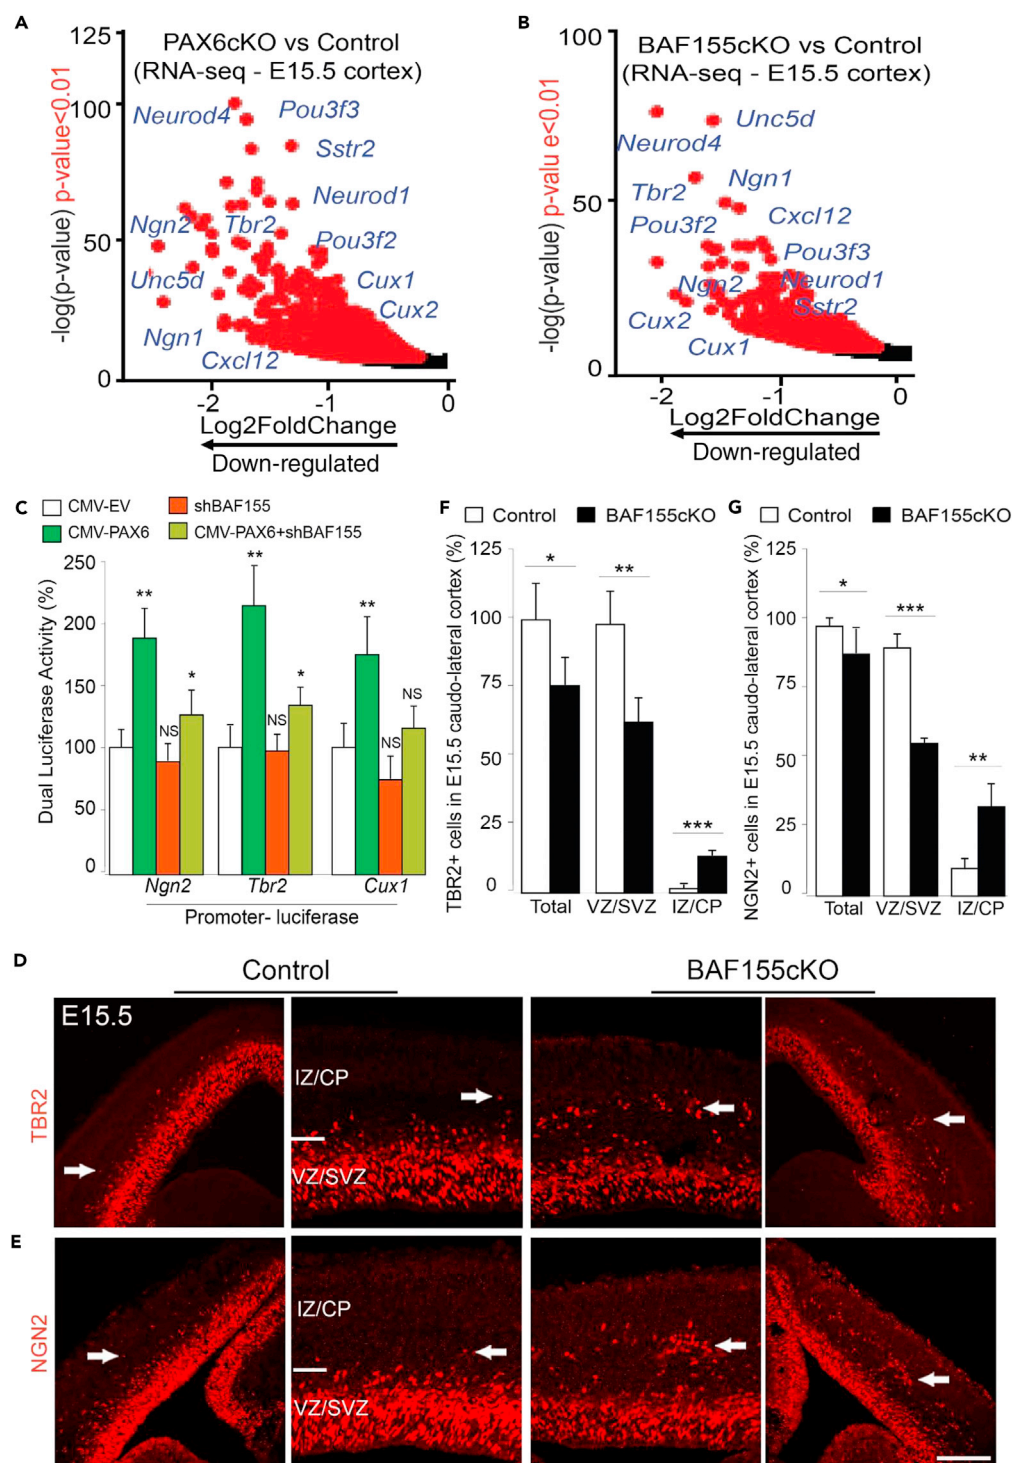 A
PAX6cKO vs Control
(RNA-seq - E15.5 cortex)
-log(p-value) p-value<0.01
125
100
50
0
Neurod4
Pou3f3
Sstr2
Neurod1
Ngn2
Tbr2
Pou3f2
Unc5d
Cux1
Cux2
Ngn1
Cxcl12
-2
-1
0
Log2FoldChange
Down-regulated
B
BAF155cKO vs Control
(RNA-seq - E15.5 cortex)
-log(p-value) p-valu e<0.01
100
50
0
Unc5d
Neurod4
Ngn1
Tbr2
Cxcl12
Pou3f2
Pou3f3
Ngn2
Neurod1
Sstr2
Cux2
Cux1
-2
-1
0
Log2FoldChange
Down-regulated
C
CMV-EV
shBAF155
CMV-PAX6
CMV-PAX6+shBAF155
Dual Luciferase Activity (%)
200
150
100
50
0
**
NS
*
**
NS
*
**
NS
NS
Ngn2
Tbr2
Cux1
Promoter- luciferase
F
Control
BAF155cKO
TBR2+ cells in E15.5 caudo-lateral cortex (%)
125
100
75
50
25
0
*
**
***
Total
VZ/SVZ
IZ/CP
G
Control
BAF155cKO
NGN2+ cells in E15.5 caudo-lateral cortex (%)
125
100
75
50
25
0
*
***
**
Total
VZ/SVZ
IZ/CP
D
Control
BAF155cKO
E15.5
TBR2
IZ/CP
VZ/SVZ
E
NGN2
IZ/CP
VZ/SVZ